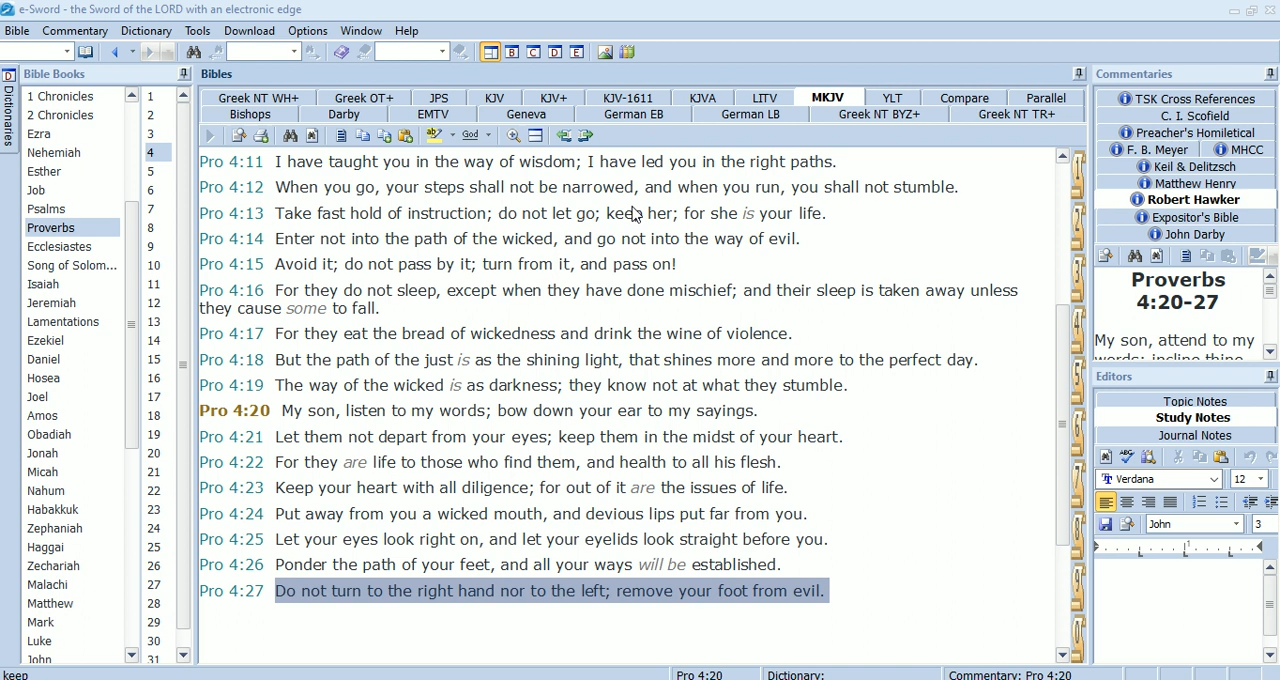 e-Sword - the Sword of the LORD with an electronic edge
Bible Commentary Dictionary Tools Download Options Window Help
B C D E
D Dictionaries
Bible Books
1 Chronicles
2 Chronicles
Ezra
Nehemiah
Esther
Job
Psalms
Proverbs
Ecclesiastes
Song of Solom...
Isaiah
Jeremiah
Lamentations
Ezekiel
Daniel
Hosea
Joel
Amos
Obadiah
Jonah
Micah
Nahum
Habakkuk
Zephaniah
Haggai
Zechariah
Malachi
Matthew
Mark
Luke
John
1
2
3
4
5
6
7
8
9
10
11
12
13
14
15
16
17
18
19
20
21
22
23
24
25
26
27
28
29
30
31
Bibles
Greek NT WH+ Greek OT+ JPS KJV KJV+ KJV-1611 KJVA LITV MKJV YLT Compare Parallel
Bishops Darby EMTV Geneva German EB German LB Greek NT BYZ+ Greek NT TR+
God
Pro 4:11 I have taught you in the way of wisdom; I have led you in the right paths.
Pro 4:12 When you go, your steps shall not be narrowed, and when you run, you shall not stumble.
Pro 4:13 Take fast hold of instruction; do not let go; keep her; for she is your life.
Pro 4:14 Enter not into the path of the wicked, and go not into the way of evil.
Pro 4:15 Avoid it; do not pass by it; turn from it, and pass on!
Pro 4:16 For they do not sleep, except when they have done mischief; and their sleep is taken away unless
they cause some to fall.
Pro 4:17 For they eat the bread of wickedness and drink the wine of violence.
Pro 4:18 But the path of the just is as the shining light, that shines more and more to the perfect day.
Pro 4:19 The way of the wicked is as darkness; they know not at what they stumble.
Pro 4:20 My son, listen to my words; bow down your ear to my sayings.
Pro 4:21 Let them not depart from your eyes; keep them in the midst of your heart.
Pro 4:22 For they are life to those who find them, and health to all his flesh.
Pro 4:23 Keep your heart with all diligence; for out of it are the issues of life.
Pro 4:24 Put away from you a wicked mouth, and devious lips put far from you.
Pro 4:25 Let your eyes look right on, and let your eyelids look straight before you.
Pro 4:26 Ponder the path of your feet, and all your ways will be established.
Pro 4:27 Do not turn to the right hand nor to the left; remove your foot from evil.
1
2
3
4
5
6
7
8
9
0
Commentaries
TSK Cross References
C. I. Scofield
Preacher's Homiletical
F. B. Meyer MHCC
Keil & Delitzsch
Matthew Henry
Robert Hawker
Expositor's Bible
John Darby
Proverbs
4:20-27
My son, attend to my
words; incline thine
Editors
Topic Notes
Study Notes
Journal Notes
ABC
Verdana 12
John 3
1
keep Pro 4:20 Dictionary: Commentary: Pro 4:20